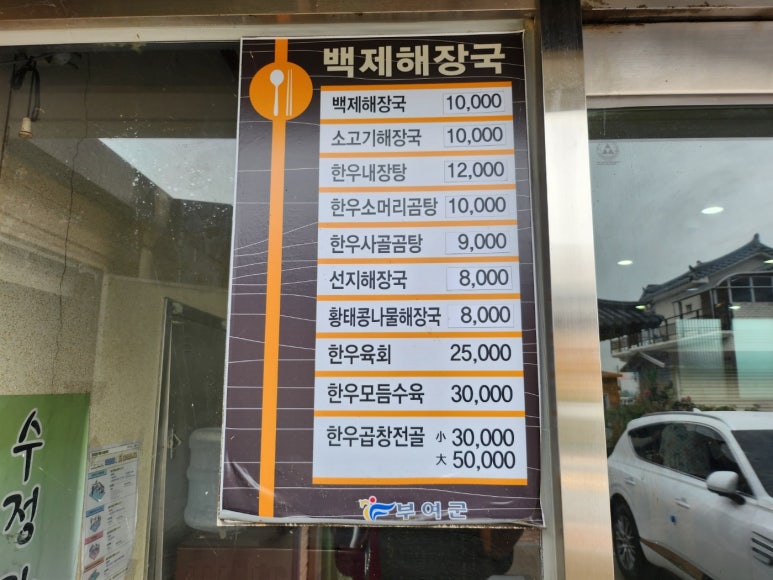 백제해장국
백제해장국 10,000
소고기해장국 10,000
한우내장탕 12,000
한우소머리곰탕 10,000
한우사골곰탕 9,000
선지해장국 8,000
황태콩나물해장국 8,000
한우육회 25,000
한우모듬수육 30,000
한우곱창전골 小 30,000
大 50,000
부여군
수정